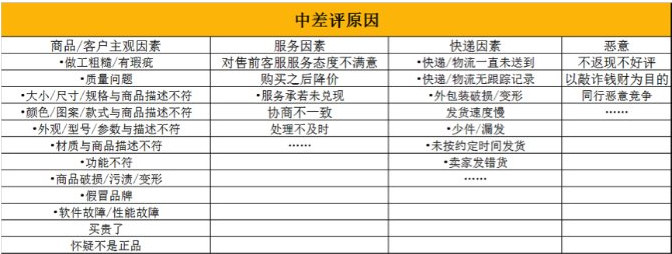 中差评原因
商品/客户主观因素 服务因素 快递因素 恶意
•做工粗糙/有瑕疵 对售前客服服务态度不满意 •快递/物流一直未送到 不返现不好评
•质量问题 购买之后降价 •快递/物流无跟踪记录 以敲诈钱财为目的
•大小/尺寸/规格与商品描述不符 •服务承若未兑现 •外包装破损/变形 同行恶意竞争
•颜色/图案/款式与商品描述不符 协商不一致 发货速度慢 ……
•外观/型号/参数与描述不符 处理不及时 •少件/漏发
•材质与商品描述不符 …… •未按约定时间发货
功能不符 •卖家发错货
•商品破损/污渍/变形 ……
•假冒品牌
•软件故障/性能故障
买贵了
怀疑不是正品